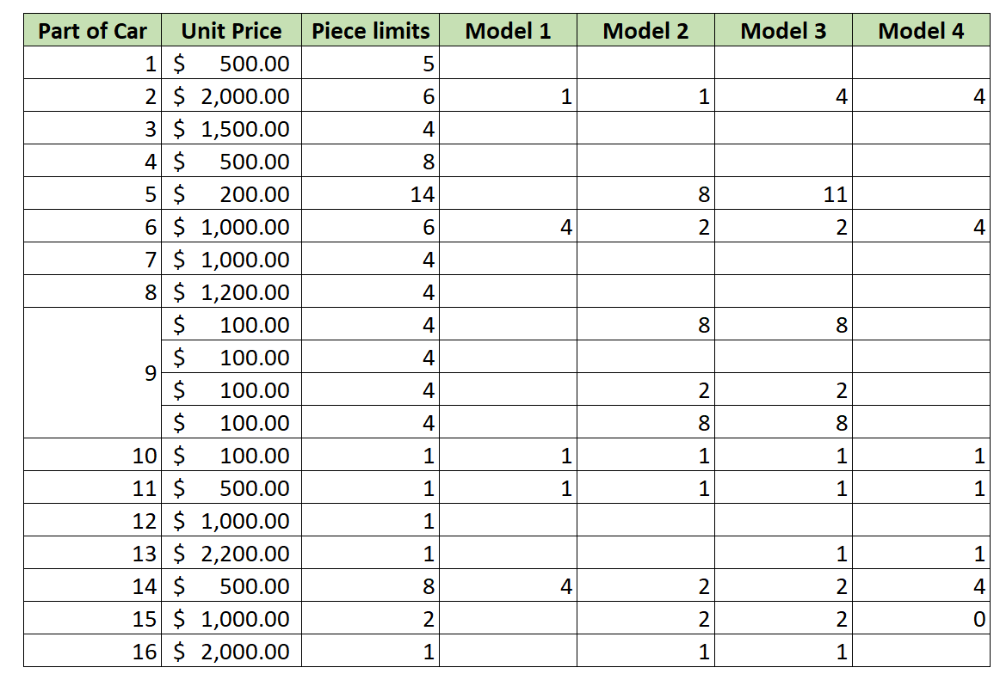 Part of Car Unit Price Piece limits Model 1 Model 2 Model 3 Model 4
1 $ 500.00 5
2 $ 2,000.00 6 1 1 4 4
3 $ 1,500.00 4
4 $ 500.00 8
5 $ 200.00 14 8 11
6 $ 1,000.00 6 4 2 2 4
7 $ 1,000.00 4
8 $ 1,200.00 4
$ 100.00 4 8 8
9 $ 100.00 4
$ 100.00 4 2 2
$ 100.00 4 8 8
10 $ 100.00 1 1 1 1 1
11 $ 500.00 1 1 1 1 1
12 $ 1,000.00 1
13 $ 2,200.00 1 1 1
14 $ 500.00 8 4 2 2 4
15 $ 1,000.00 2 2 2 0
16 $ 2,000.00 1 1 1